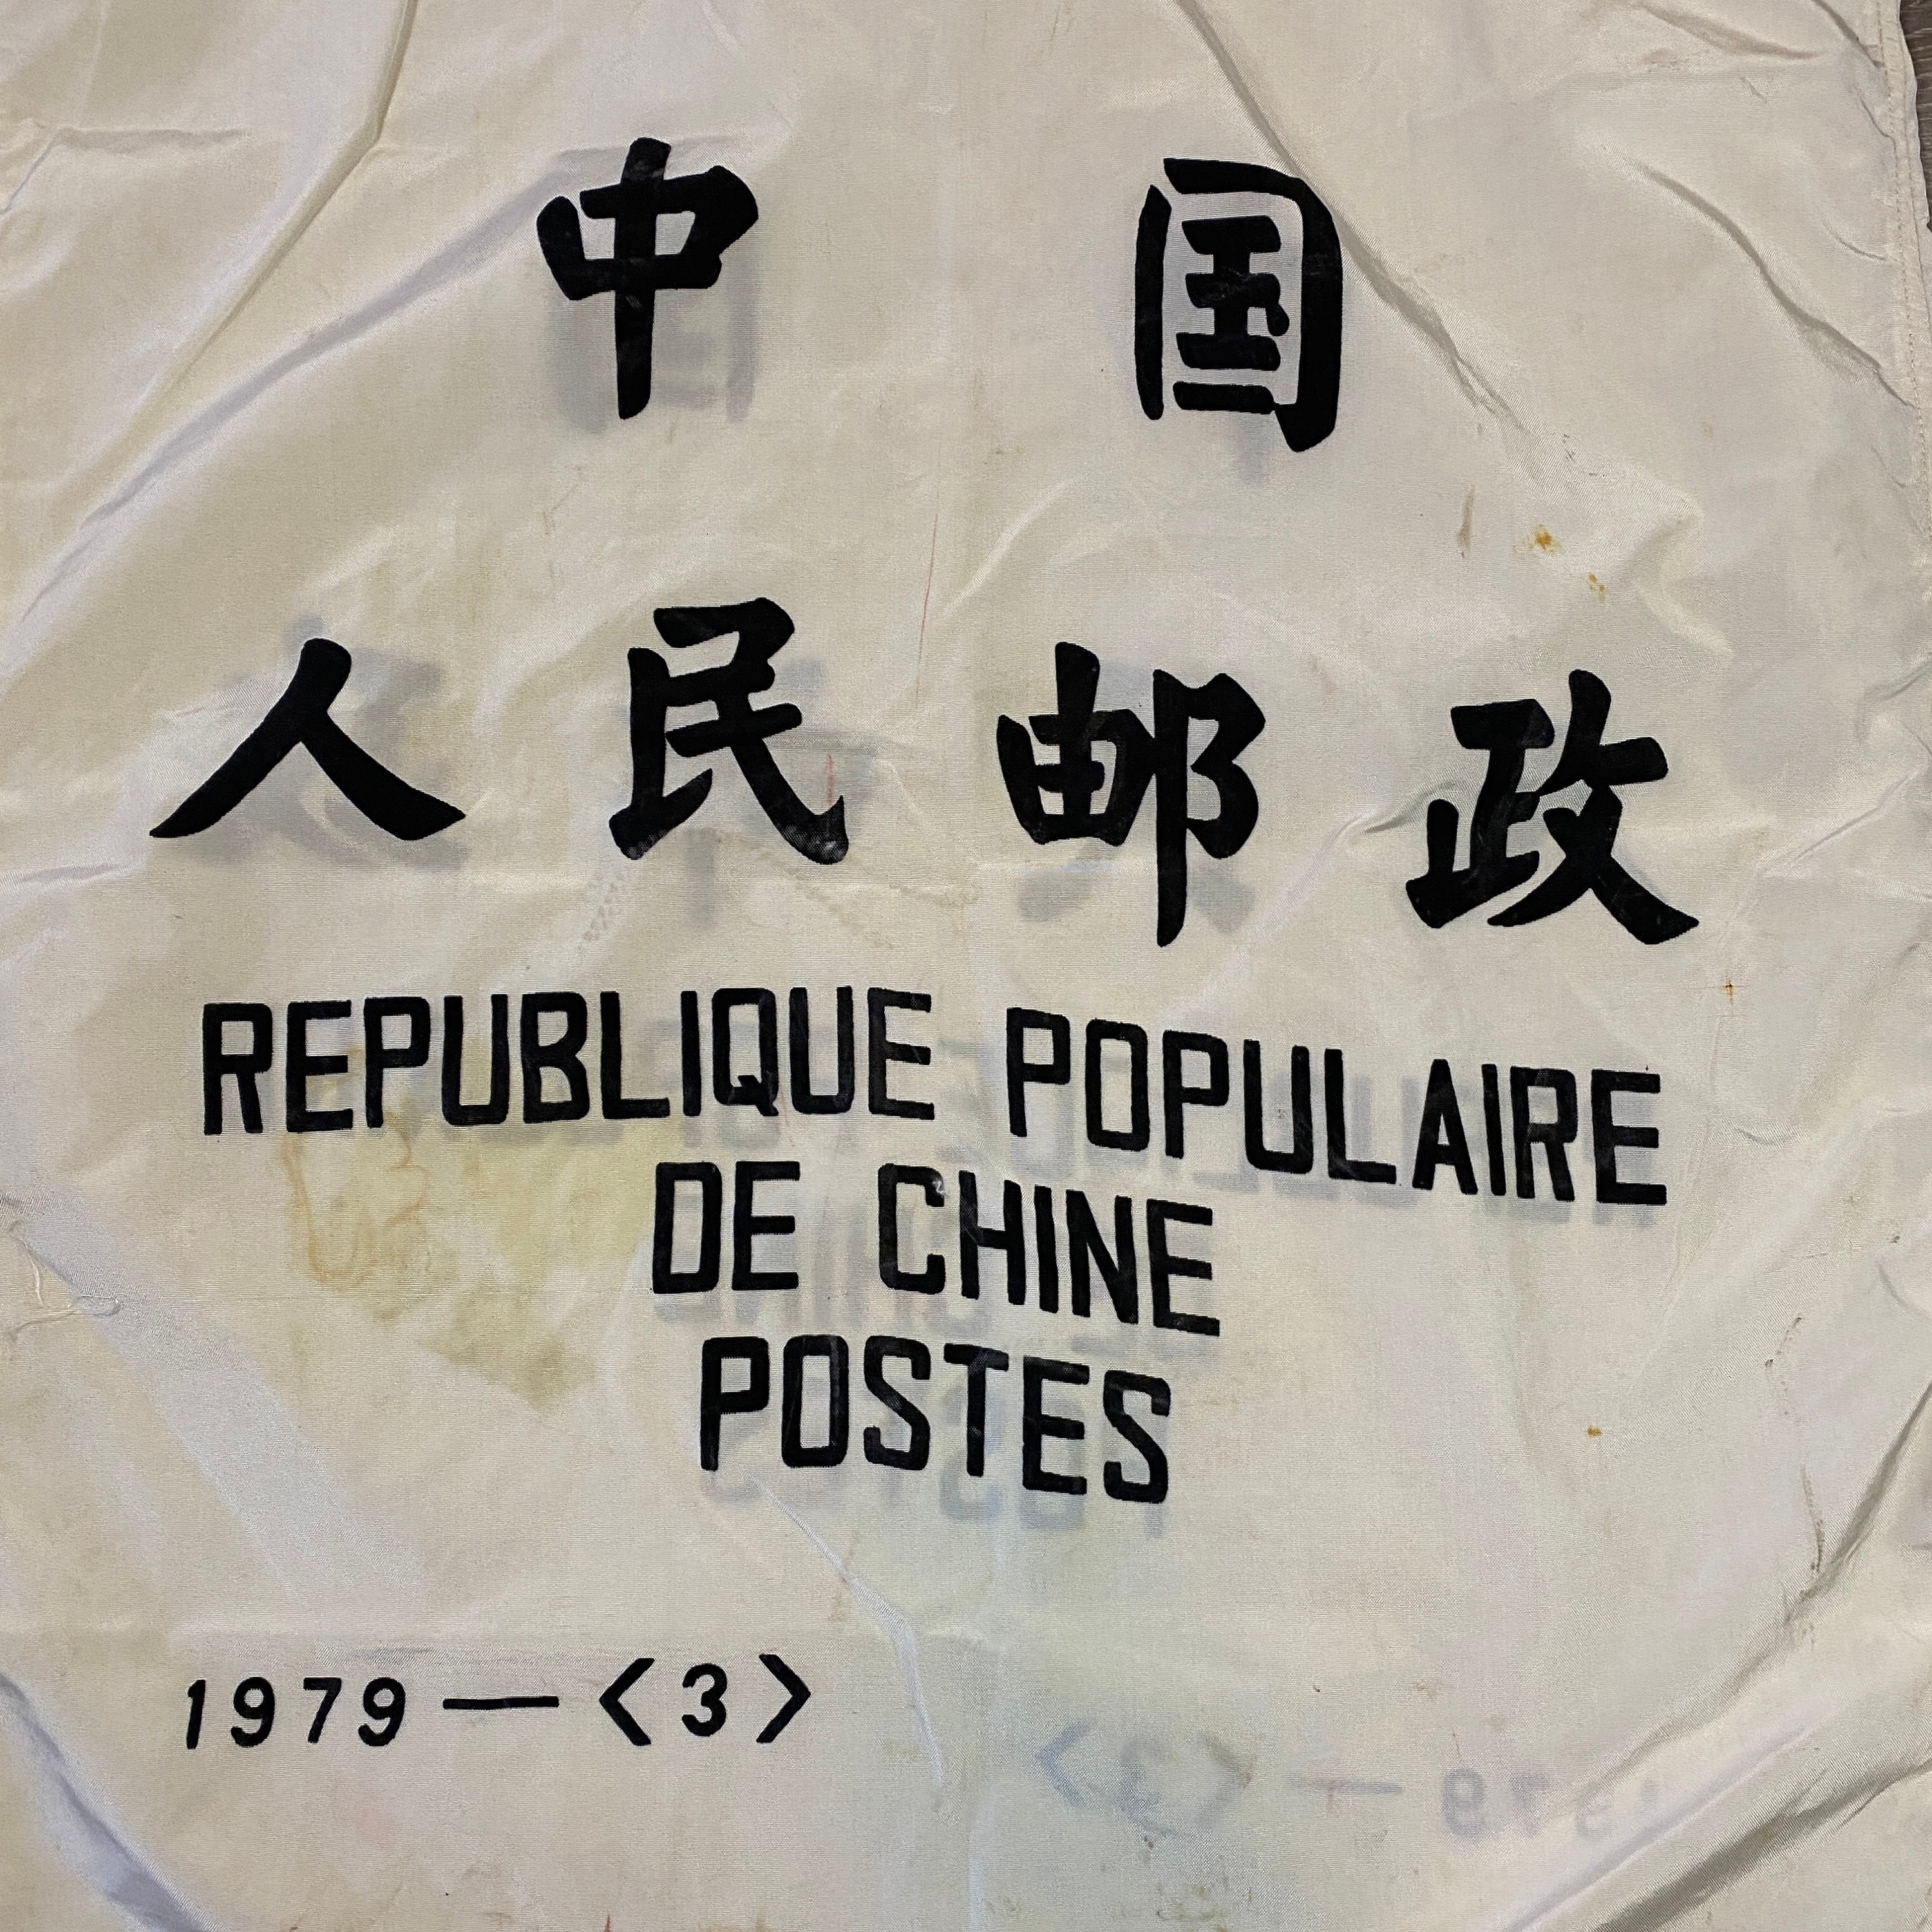 中国
人民邮政
REPUBLIQUE POPULAIRE
DE CHINE
POSTES
1979—<3>